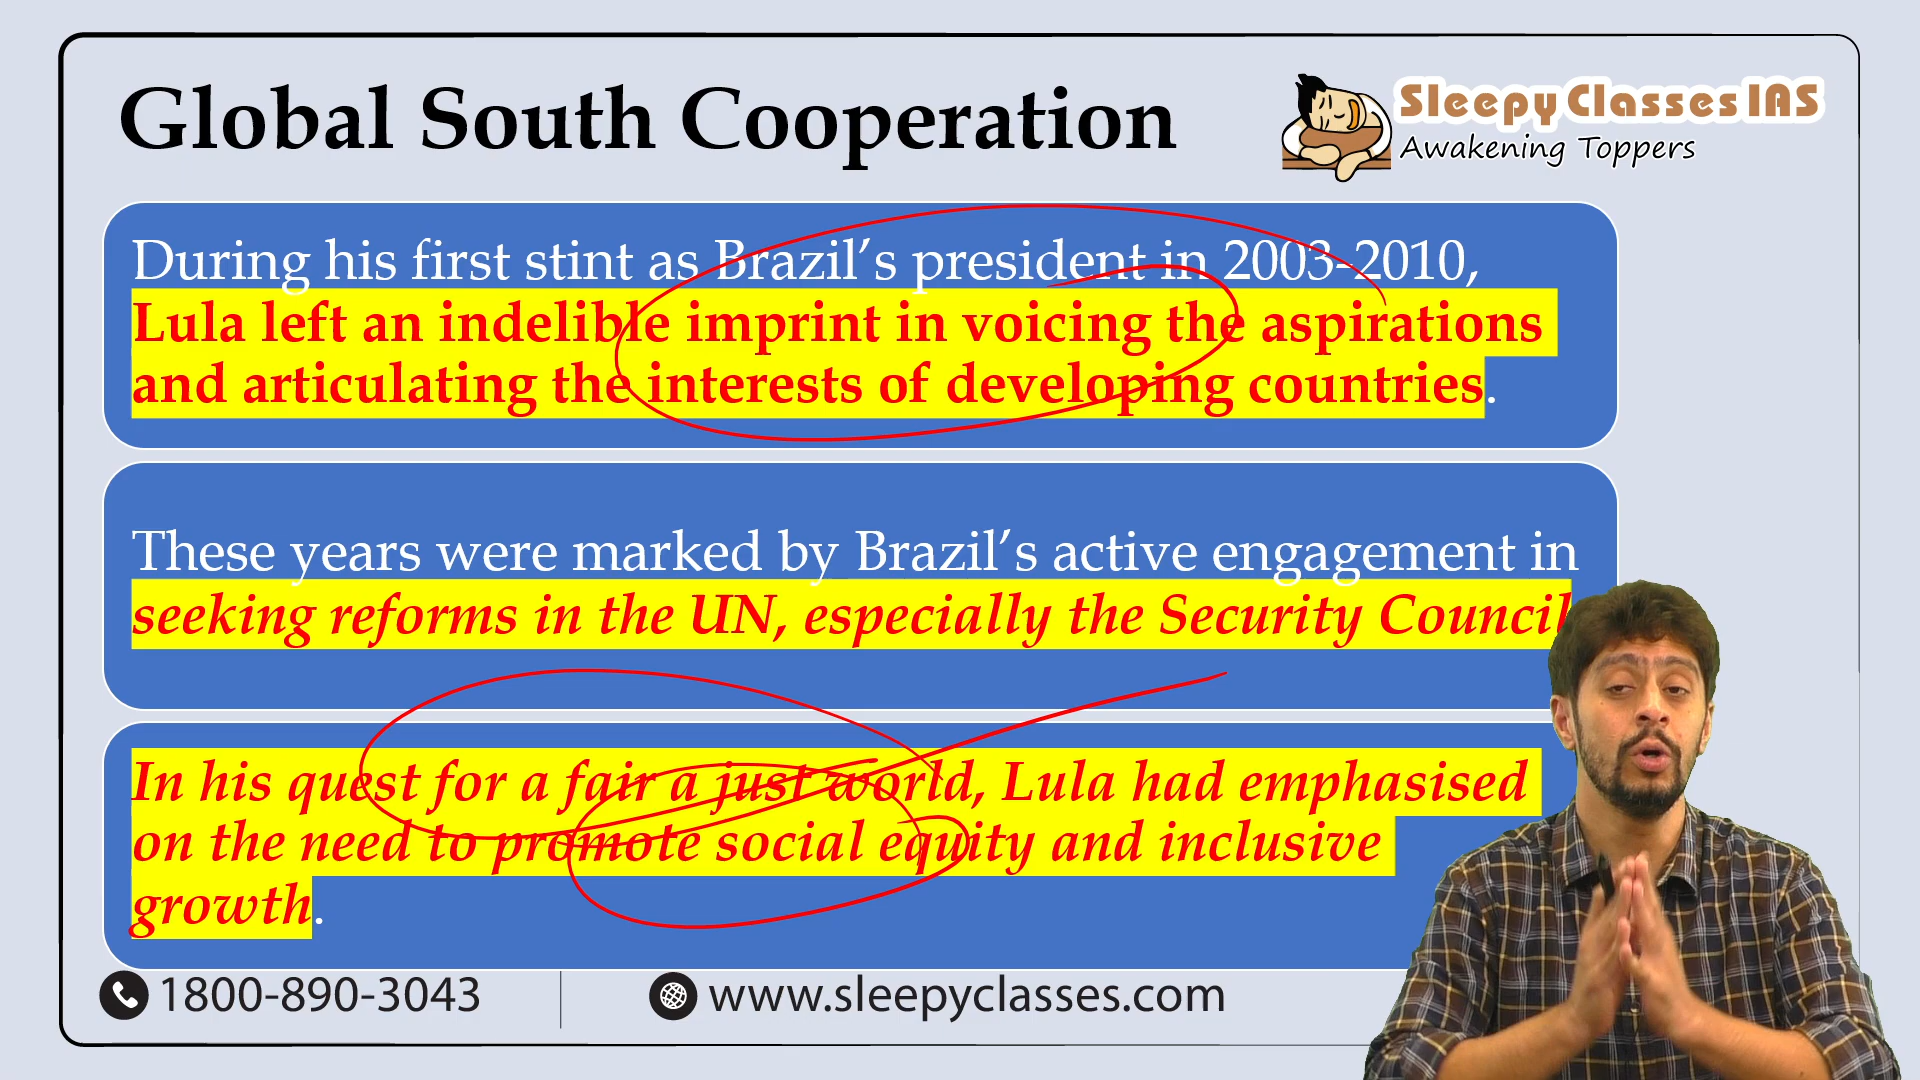 Global South Cooperation
Sleepy Classes IAS
Awakening Toppers
During his first stint as Brazil’s president in 2003-2010,
Lula left an indelible imprint in voicing the aspirations
and articulating the interests of developing countries.
These years were marked by Brazil’s active engagement in
seeking reforms in the UN, especially the Security Council
In his quest for a fair a just world, Lula had emphasised
on the need to promote social equity and inclusive
growth.
1800-890-3043
www.sleepyclasses.com